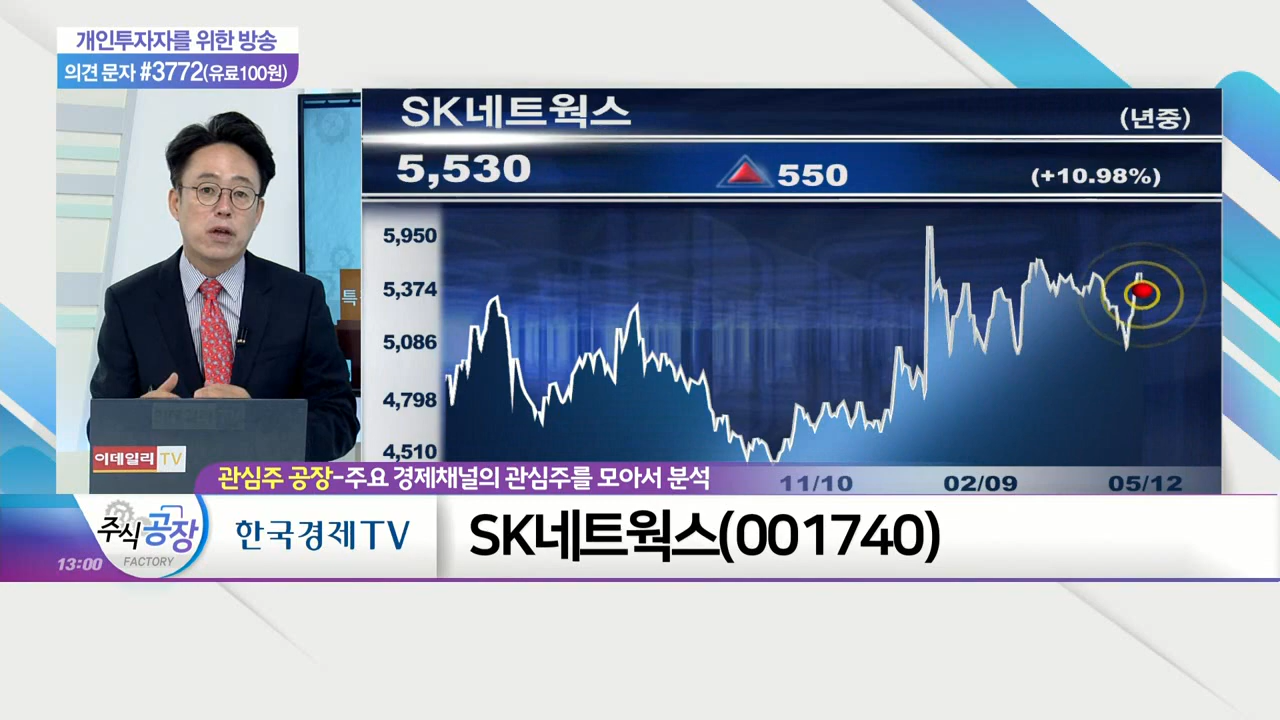 개인투자자를 위한 방송
의견 문자 #3772(유료100원)
SK네트웍스
(년중)
5,530
550
(+10.98%)
5,950
5,374
5,086
4,798
4,510
11/10
02/09
05/12
특
이데일리 TV
관심주 공장-주요 경제채널의 관심주를 모아서 분석
주식공장
FACTORY
13:00
한국경제TV
SK네트웍스(001740)